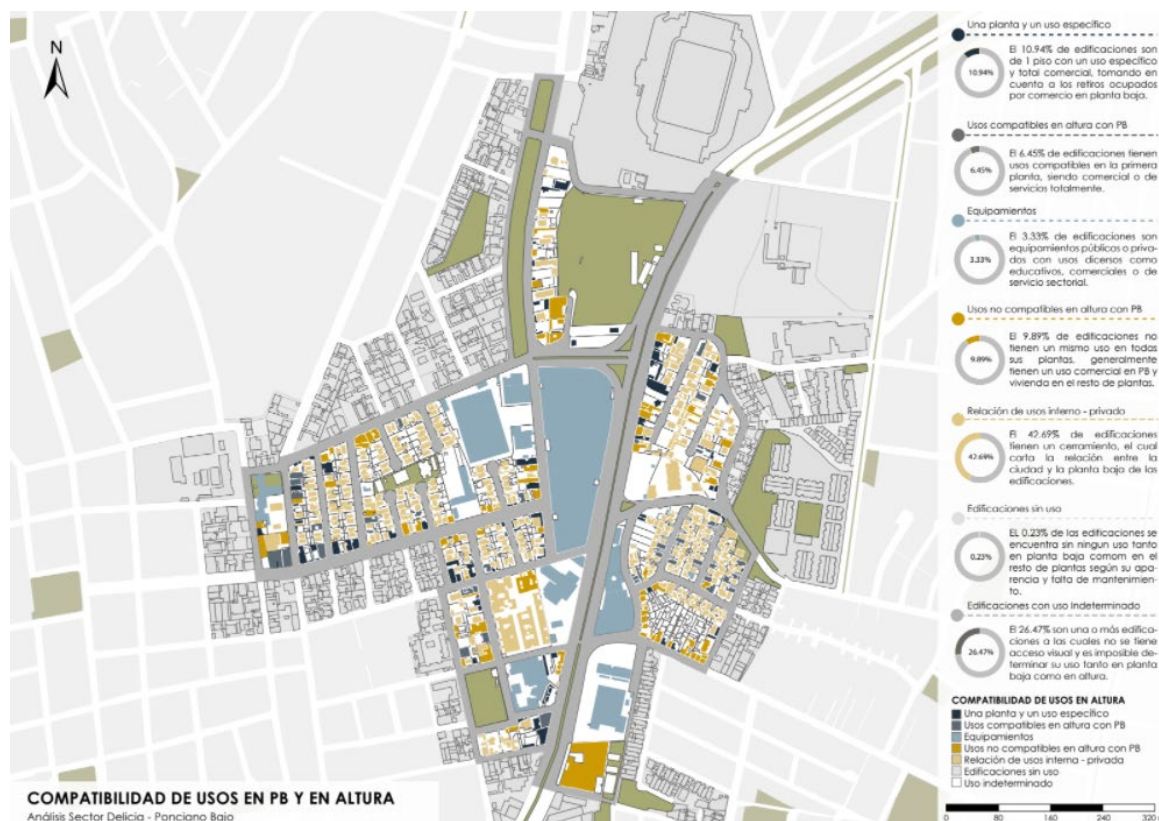 N
Una planta y un uso específico
10.94%
El 10.94% de edificaciones son
de 1 piso con un uso específico
y total comercial, tomando en
cuenta a los retiros ocupados
por comercio en planta baja.
Usos compatibles en altura con PB
6.45%
El 6.45% de edificaciones tienen
usos compatibles en la primera
planta, siendo comercial o de
servicios totalmente.
Equipamientos
3.33%
El 3.33% de edificaciones son
equipamientos públicos o priva-
dos con usos dicersos como
educativos, comerciales o de
servicio sectorial.
Usos no compatibles en altura con PB
9.89%
El 9.89% de edificaciones no
tienen un mismo uso en todas
sus plantas, generalmente
tienen un uso comercial en PB y
vivienda en el resto de plantas.
Relación de usos interno - privado
42.69%
El 42.69% de edificaciones
tienen un cerramiento, el cual
carta la relación entre la
ciudad y la planta baja de las
edificaciones.
Edificaciones sin uso
0.23%
EL 0.23% de las edificaciones se
encuentra sin ningun uso tanto
en planta baja comom en el
resto de plantas según su apa-
rencia y falta de mantenimien-
to.
Edificaciones con uso Indeterminado
26.47%
El 26.47% son una o más edifica-
ciones a las cuales no se tiene
acceso visual y es imposible de-
terminar su uso tanto en planta
baja como en altura.
COMPATIBILIDAD DE USOS EN ALTURA
Una planta y un uso específico
Usos compatibles en altura con PB
Equipamientos
Usos no compatibles en altura con PB
Relación de usos interna - privada
Edificaciones sin uso
Uso indeterminado
0 80 160 240 320
COMPATIBILIDAD DE USOS EN PB Y EN ALTURA
Análisis Sector Delicia - Ponciano Bajo